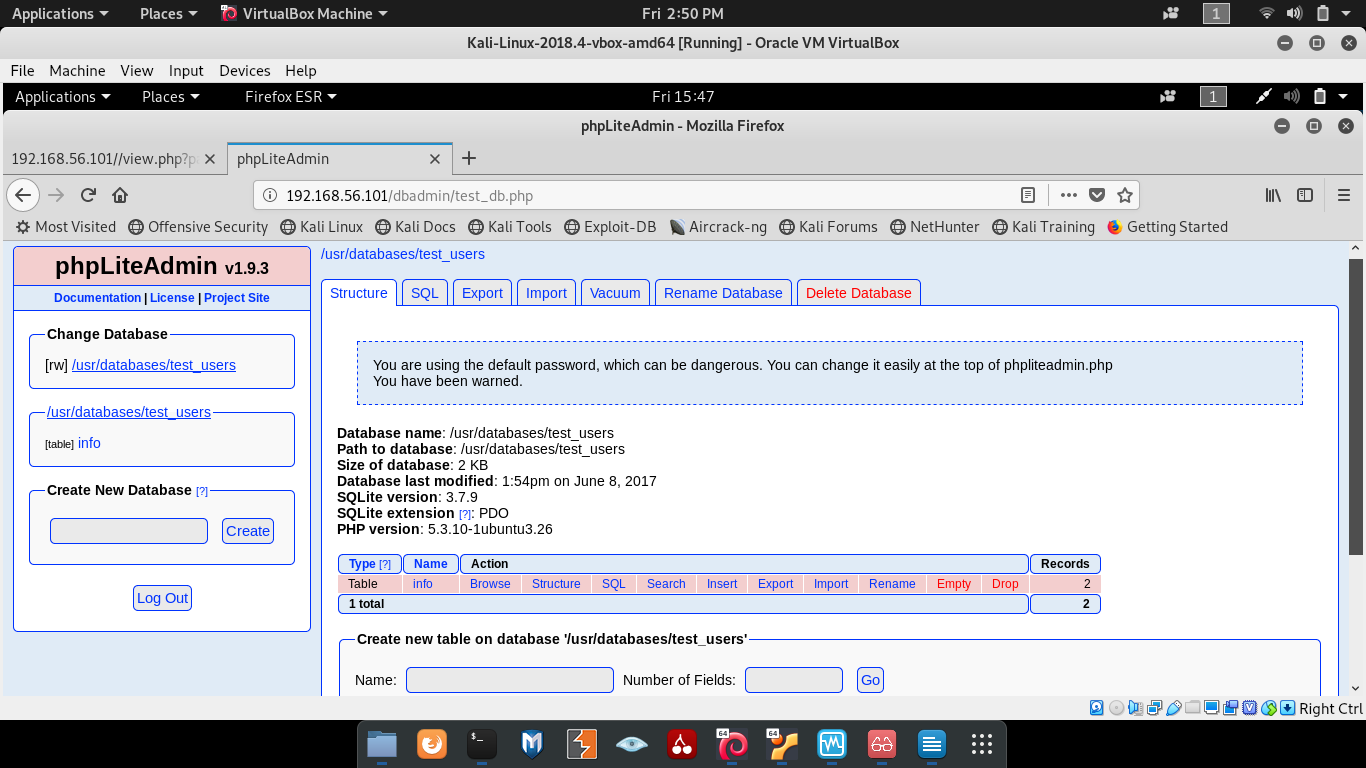 Applications Places VirtualBox Machine Fri 2:50 PM 1
Kali-Linux-2018.4-vbox-amd64 [Running] - Oracle VM VirtualBox
File Machine View Input Devices Help
Applications Places Firefox ESR Fri 15:47 1
phpLiteAdmin - Mozilla Firefox
192.168.56.101//view.php?p phpLiteAdmin
192.168.56.101/dbadmin/test_db.php
Most Visited Offensive Security Kali Linux Kali Docs Kali Tools Exploit-DB Aircrack-ng Kali Forums NetHunter Kali Training Getting Started
phpLiteAdmin v1.9.3
Documentation | License | Project Site
Change Database
[rw] /usr/databases/test_users
/usr/databases/test_users
[table] info
Create New Database [?]
Create
Log Out
/usr/databases/test_users
Structure SQL Export Import Vacuum Rename Database Delete Database
You are using the default password, which can be dangerous. You can change it easily at the top of phpliteadmin.php
You have been warned.
Database name: /usr/databases/test_users
Path to database: /usr/databases/test_users
Size of database: 2 KB
Database last modified: 1:54pm on June 8, 2017
SQLite version: 3.7.9
SQLite extension [?]: PDO
PHP version: 5.3.10-1ubuntu3.26
Type [?] Name Action Records
Table info Browse Structure SQL Search Insert Export Import Rename Empty Drop 2
1 total 2
Create new table on database '/usr/databases/test_users'
Name: Number of Fields: Go
Right Ctrl
$_ 64 64